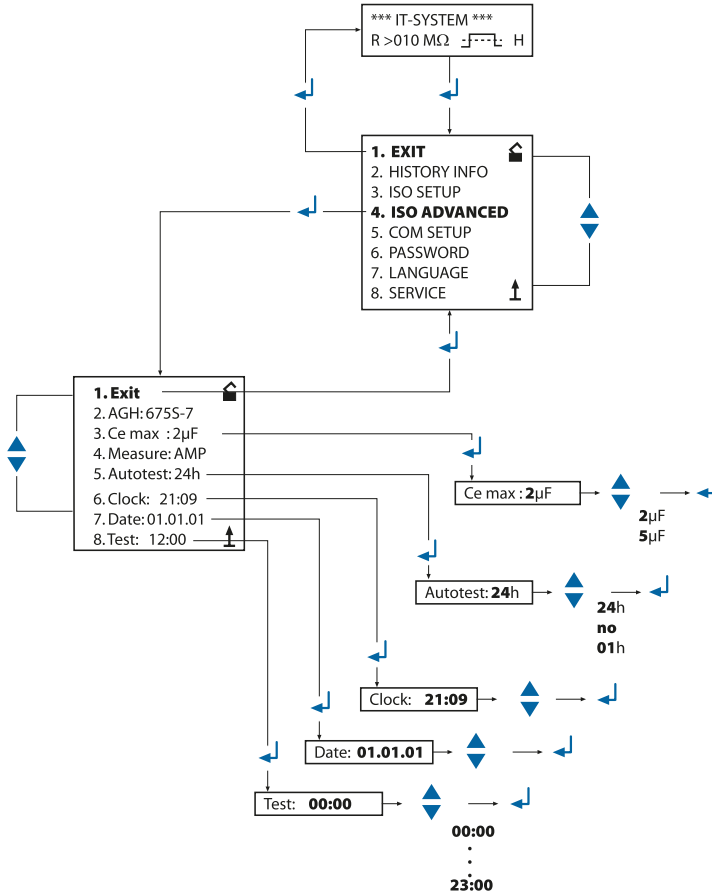 *** IT-SYSTEM ***
R >010 MΩ H
1. EXIT
2. HISTORY INFO
3. ISO SETUP
4. ISO ADVANCED
5. COM SETUP
6. PASSWORD
7. LANGUAGE
8. SERVICE
1. Exit
2. AGH: 675S-7
3. Ce max : 2µF
4. Measure: AMP
5. Autotest: 24h
6. Clock: 21:09
7. Date: 01.01.01
8. Test: 12:00
Ce max : 2µF
2µF
5µF
Autotest: 24h
24h
no
01h
Clock: 21:09
Date: 01.01.01
Test: 00:00
00:00
.
.
.
23:00